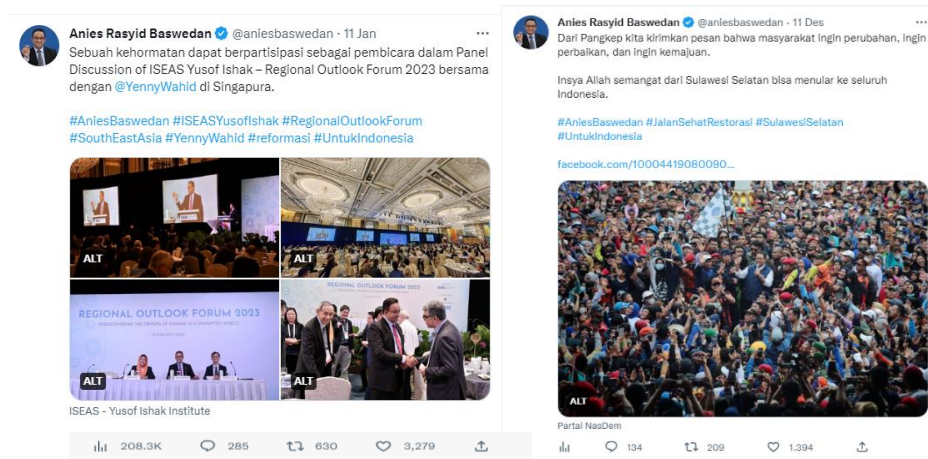 Anies Rasyid Baswedan @aniesbaswedan · 11 Jan
Sebuah kehormatan dapat berpartisipasi sebagai pembicara dalam Panel
Discussion of ISEAS Yusof Ishak – Regional Outlook Forum 2023 bersama
dengan @YennyWahid di Singapura.
#AniesBaswedan #ISEASYusofIshak #RegionalOutlookForum
#SouthEastAsia #YennyWahid #reformasi #UntukIndonesia
ALT
ALT
REGIONAL OUTLOOK FORUM 2023
ALT
REGIONAL OUTLOOK FORUM 2023
ALT
ISEAS - Yusof Ishak Institute
208.3K 285 630 3,279
Anies Rasyid Baswedan @aniesbaswedan · 11 Des
Dari Pangkep kita kirimkan pesan bahwa masyarakat ingin perubahan, ingin
perbaikan, dan ingin kemajuan.
Insya Allah semangat dari Sulawesi Selatan bisa menular ke seluruh
Indonesia.
#AniesBaswedan #JalanSehatRestorasi #SulawesiSelatan
#UntukIndonesia
facebook.com/10004419080090...
ALT
Partai NasDem
134 209 1.394